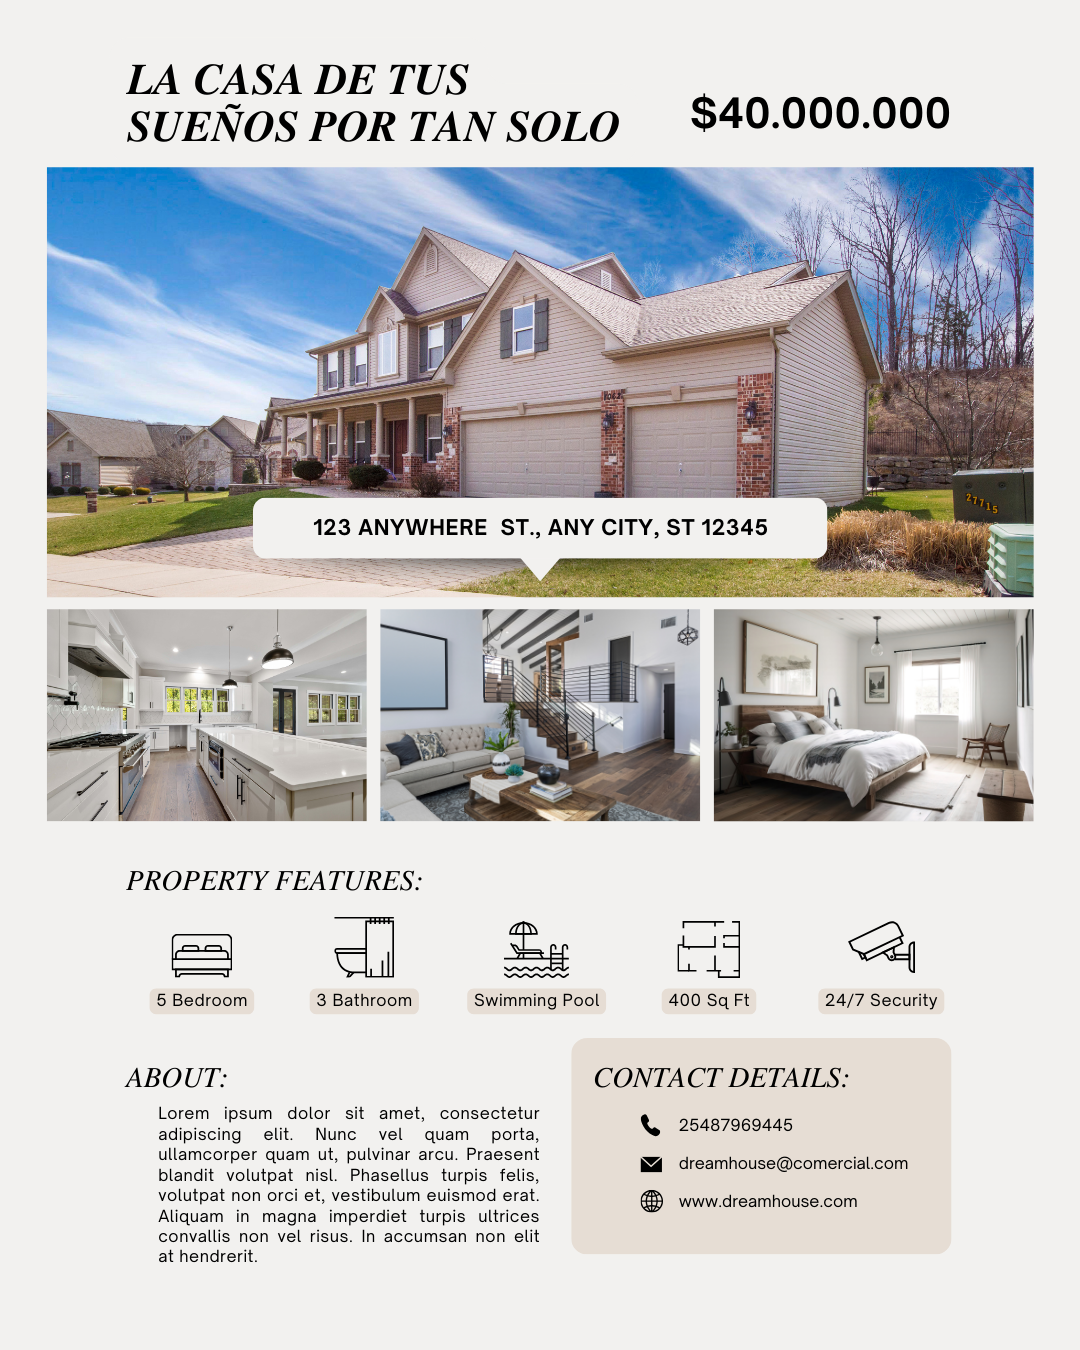 LA CASA DE TUS
SUEÑOS POR TAN SOLO
$40.000.000
27715
123 ANYWHERE ST., ANY CITY, ST 12345
PROPERTY FEATURES:
5 Bedroom
3 Bathroom
Swimming Pool
400 Sq Ft
24/7 Security
ABOUT:
Lorem ipsum dolor sit amet, consectetur
adipiscing elit. Nunc vel quam porta,
ullamcorper quam ut, pulvinar arcu. Praesent
blandit volutpat nisl. Phasellus turpis felis,
volutpat non orci et, vestibulum euismod erat.
Aliquam in magna imperdiet turpis ultrices
convallis non vel risus. In accumsan non elit
at hendrerit.
CONTACT DETAILS:
25487969445
dreamhouse@comercial.com
www.dreamhouse.com